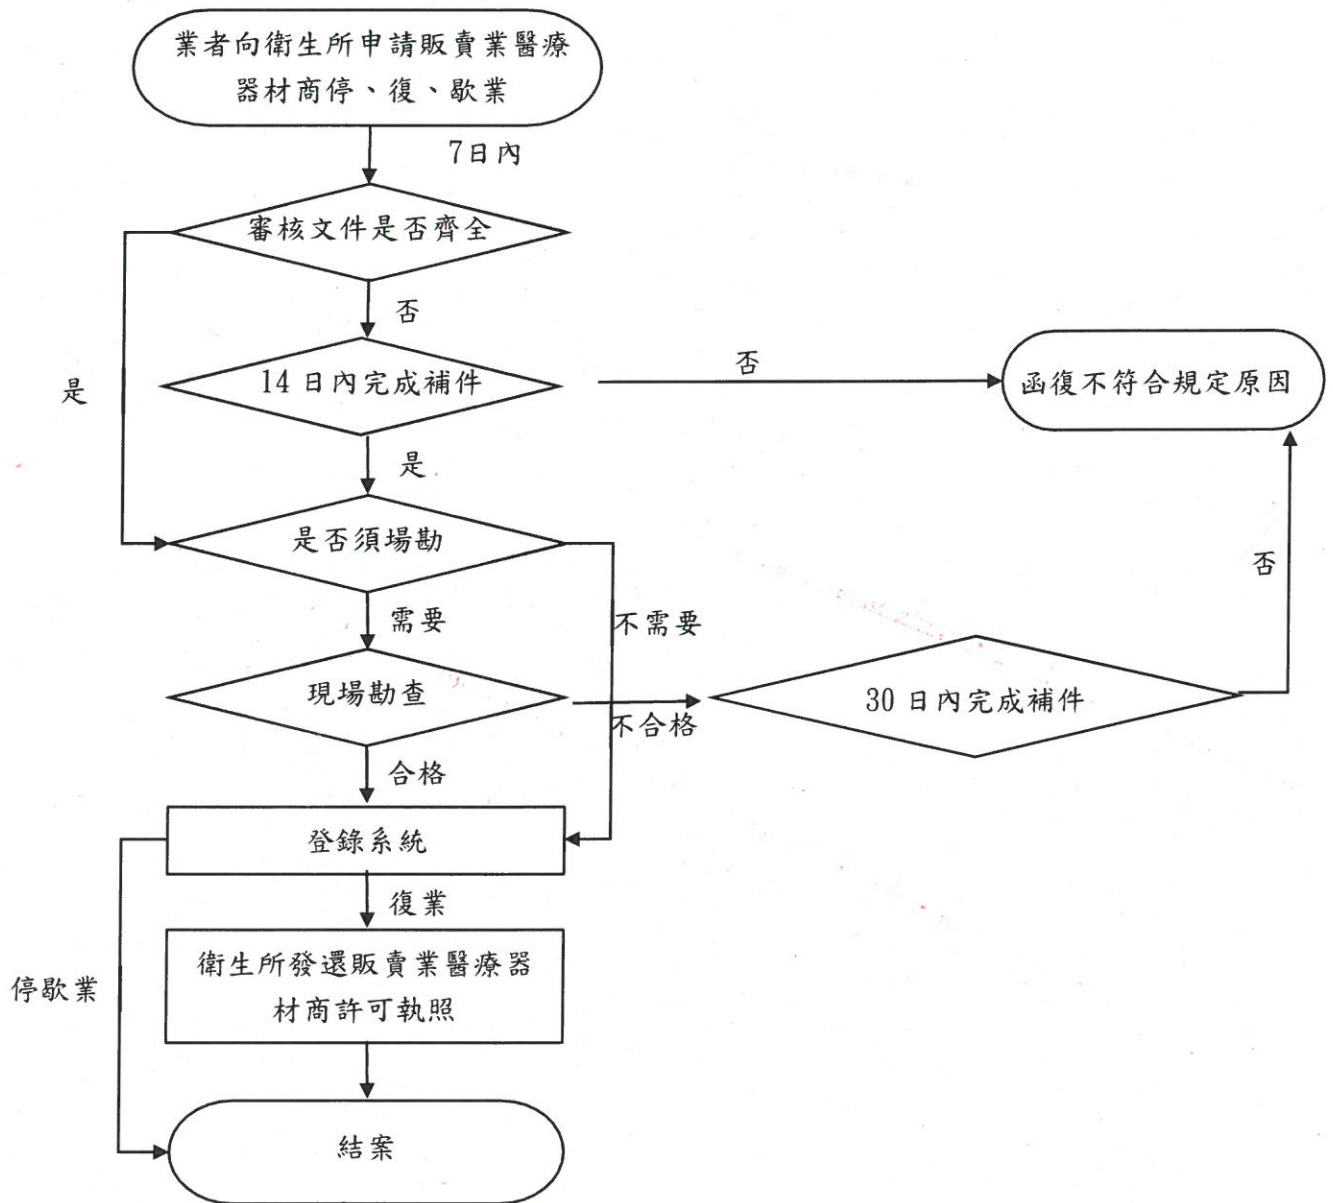 業者向衛生所申請販賣業醫療
器材商停、復、歇業
7日內
審核文件是否齊全
否
是
14 日內完成補件
否
函復不符合規定原因
是
是否須場勘
否
需要
不需要
現場勘查
不合格
30 日內完成補件
合格
登錄系統
復業
衛生所發還販賣業醫療器
材商許可執照
停歇業
結案